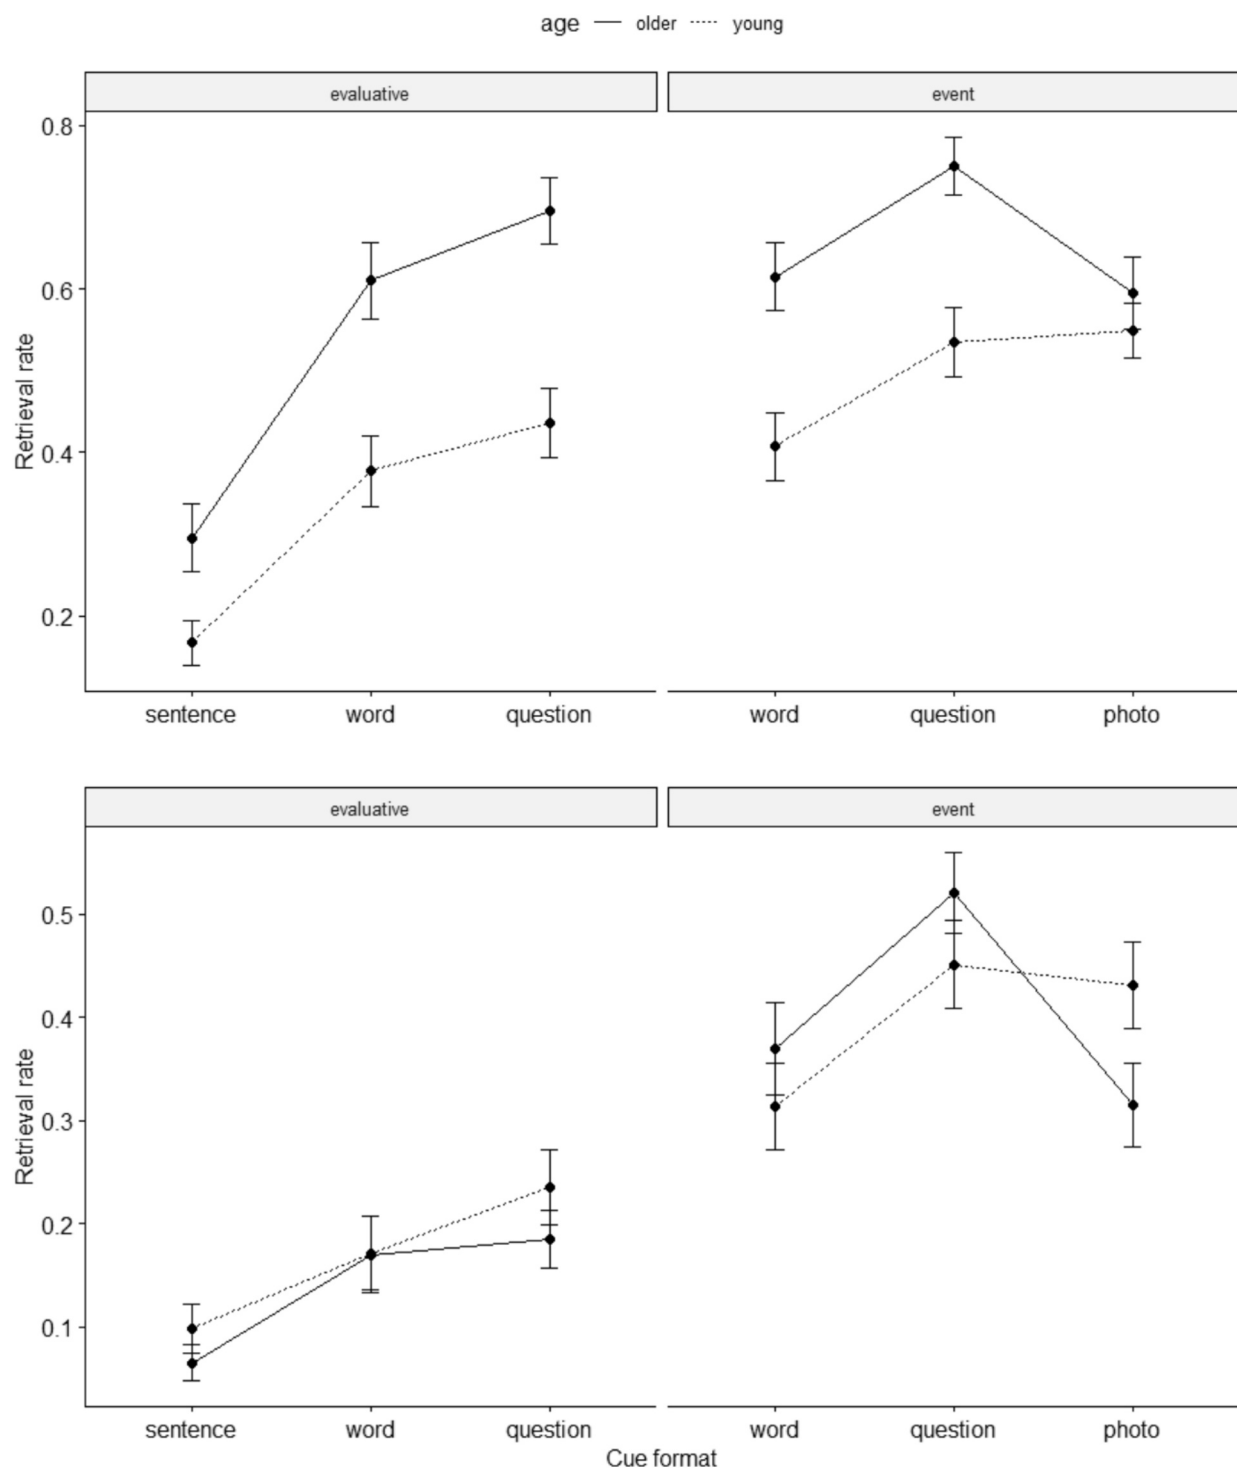 age older young
evaluative event
0.8
0.6
0.4
0.2
Retrieval rate
sentence word question word question photo
evaluative event
0.5
0.4
0.3
0.2
0.1
Retrieval rate
sentence word question word question photo
Cue format